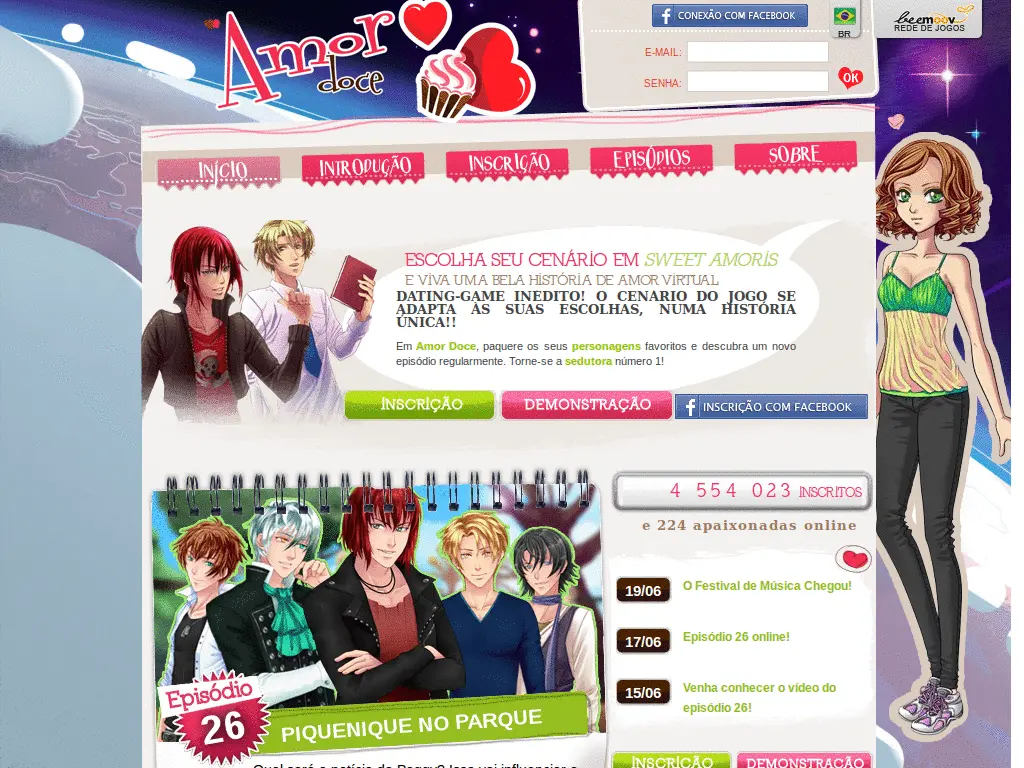 Amor doce
CONEXÃO COM FACEBOOK
BR
beemoov
REDE DE JOGOS
E-MAIL:
SENHA:
OK
INÍCIO
INTRODUÇÃO
INSCRIÇÃO
EPISÓDIOS
SOBRE
ESCOLHA SEU CENÁRIO EM SWEET AMORIS
E VIVA UMA BELA HISTÓRIA DE AMOR VIRTUAL
DATING-GAME INEDITO! O CENARIO DO JOGO SE
ADAPTA ÀS SUAS ESCOLHAS, NUMA HISTÓRIA
ÚNICA!!
Em Amor Doce, paquere os seus personagens favoritos e descubra um novo
episódio regularmente. Torne-se a sedutora número 1!
INSCRIÇÃO
DEMONSTRAÇÃO
INSCRIÇÃO COM FACEBOOK
4 554 023 INSCRITOS
e 224 apaixonadas online
19/06 O Festival de Música Chegou!
17/06 Episódio 26 online!
15/06 Venha conhecer o vídeo do
episódio 26!
Episódio
26
PIQUENIQUE NO PARQUE
INSCRIÇÃO
DEMONSTRAÇÃO
Qual será a notícia da Peggy? Isso vai influenciar o